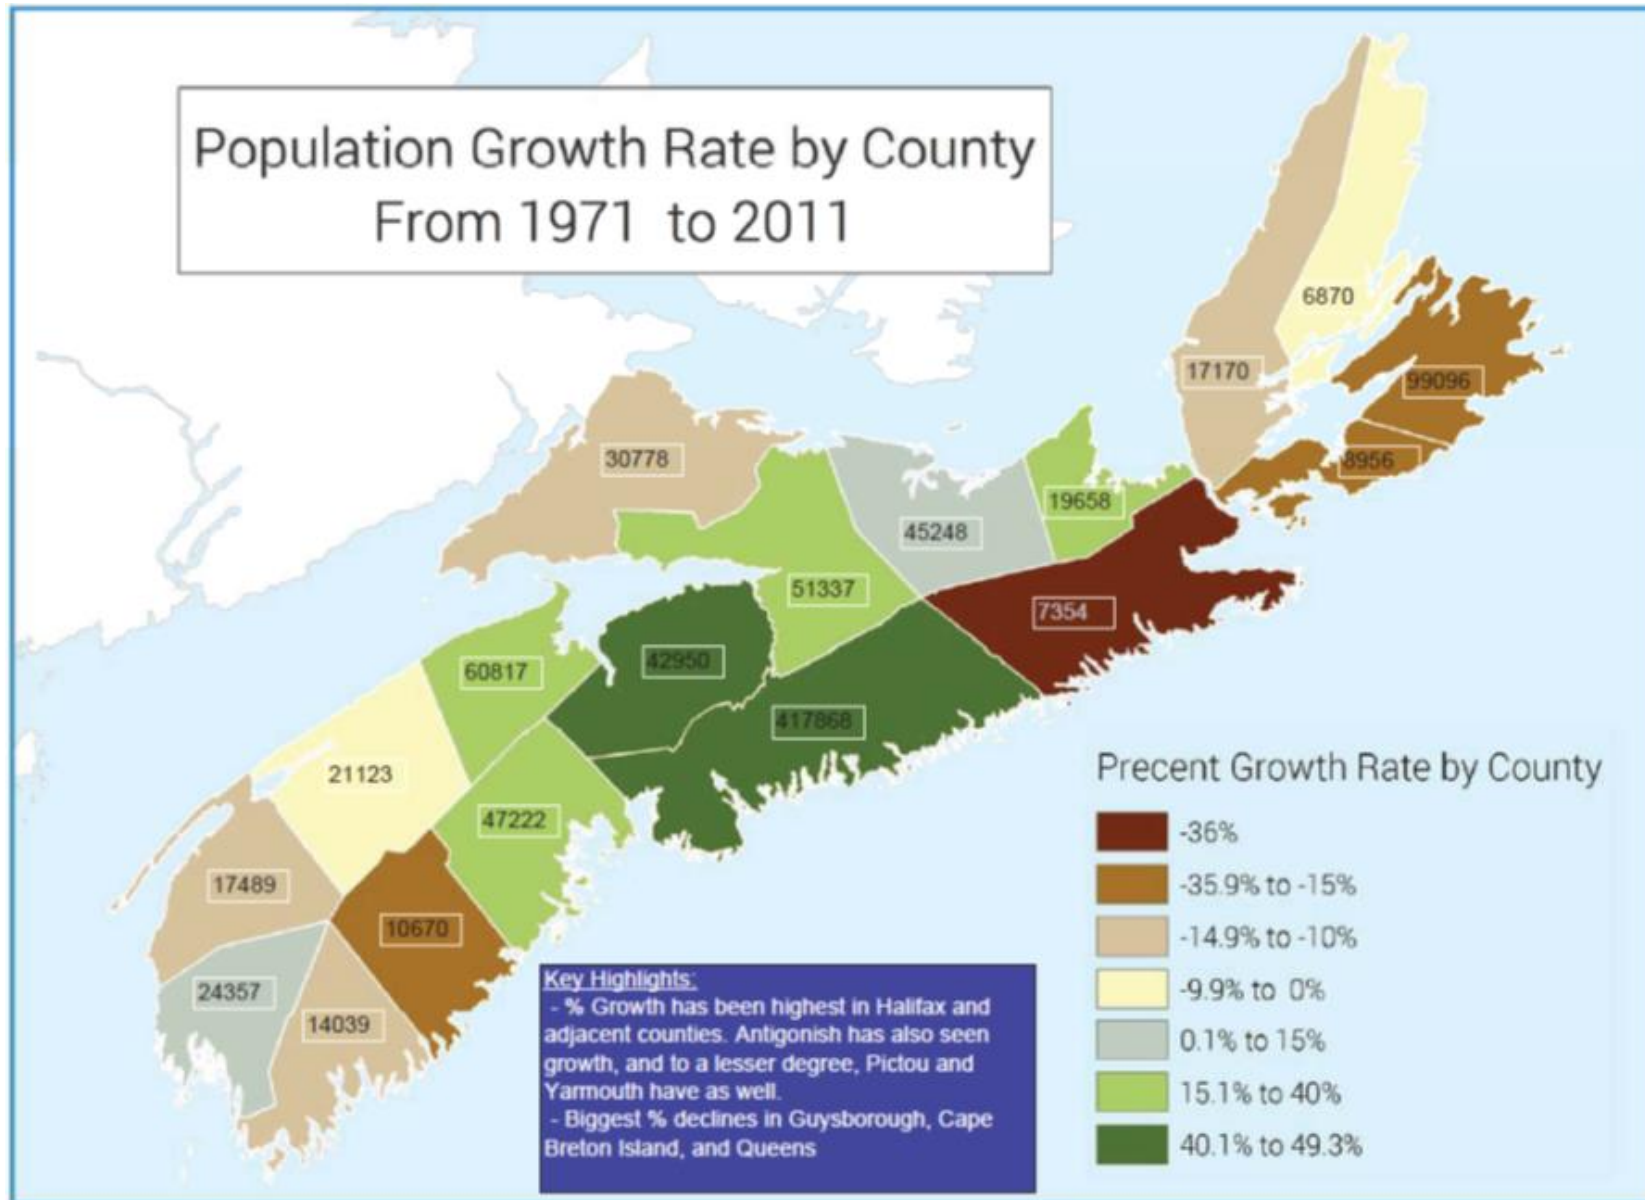 Population Growth Rate by County
From 1971 to 2011
6870
17170
99096
30778
8956
19658
45248
51337
7354
42950
60817
417868
21123
47222
17489
10670
24357
14039
Precent Growth Rate by County
-36%
-35.9% to -15%
-14.9% to -10%
-9.9% to 0%
0.1% to 15%
15.1% to 40%
40.1% to 49.3%
Key Highlights:
- % Growth has been highest in Halifax and
adjacent counties. Antigonish has also seen
growth, and to a lesser degree, Pictou and
Yarmouth have as well.
- Biggest % declines in Guysborough, Cape
Breton Island, and Queens